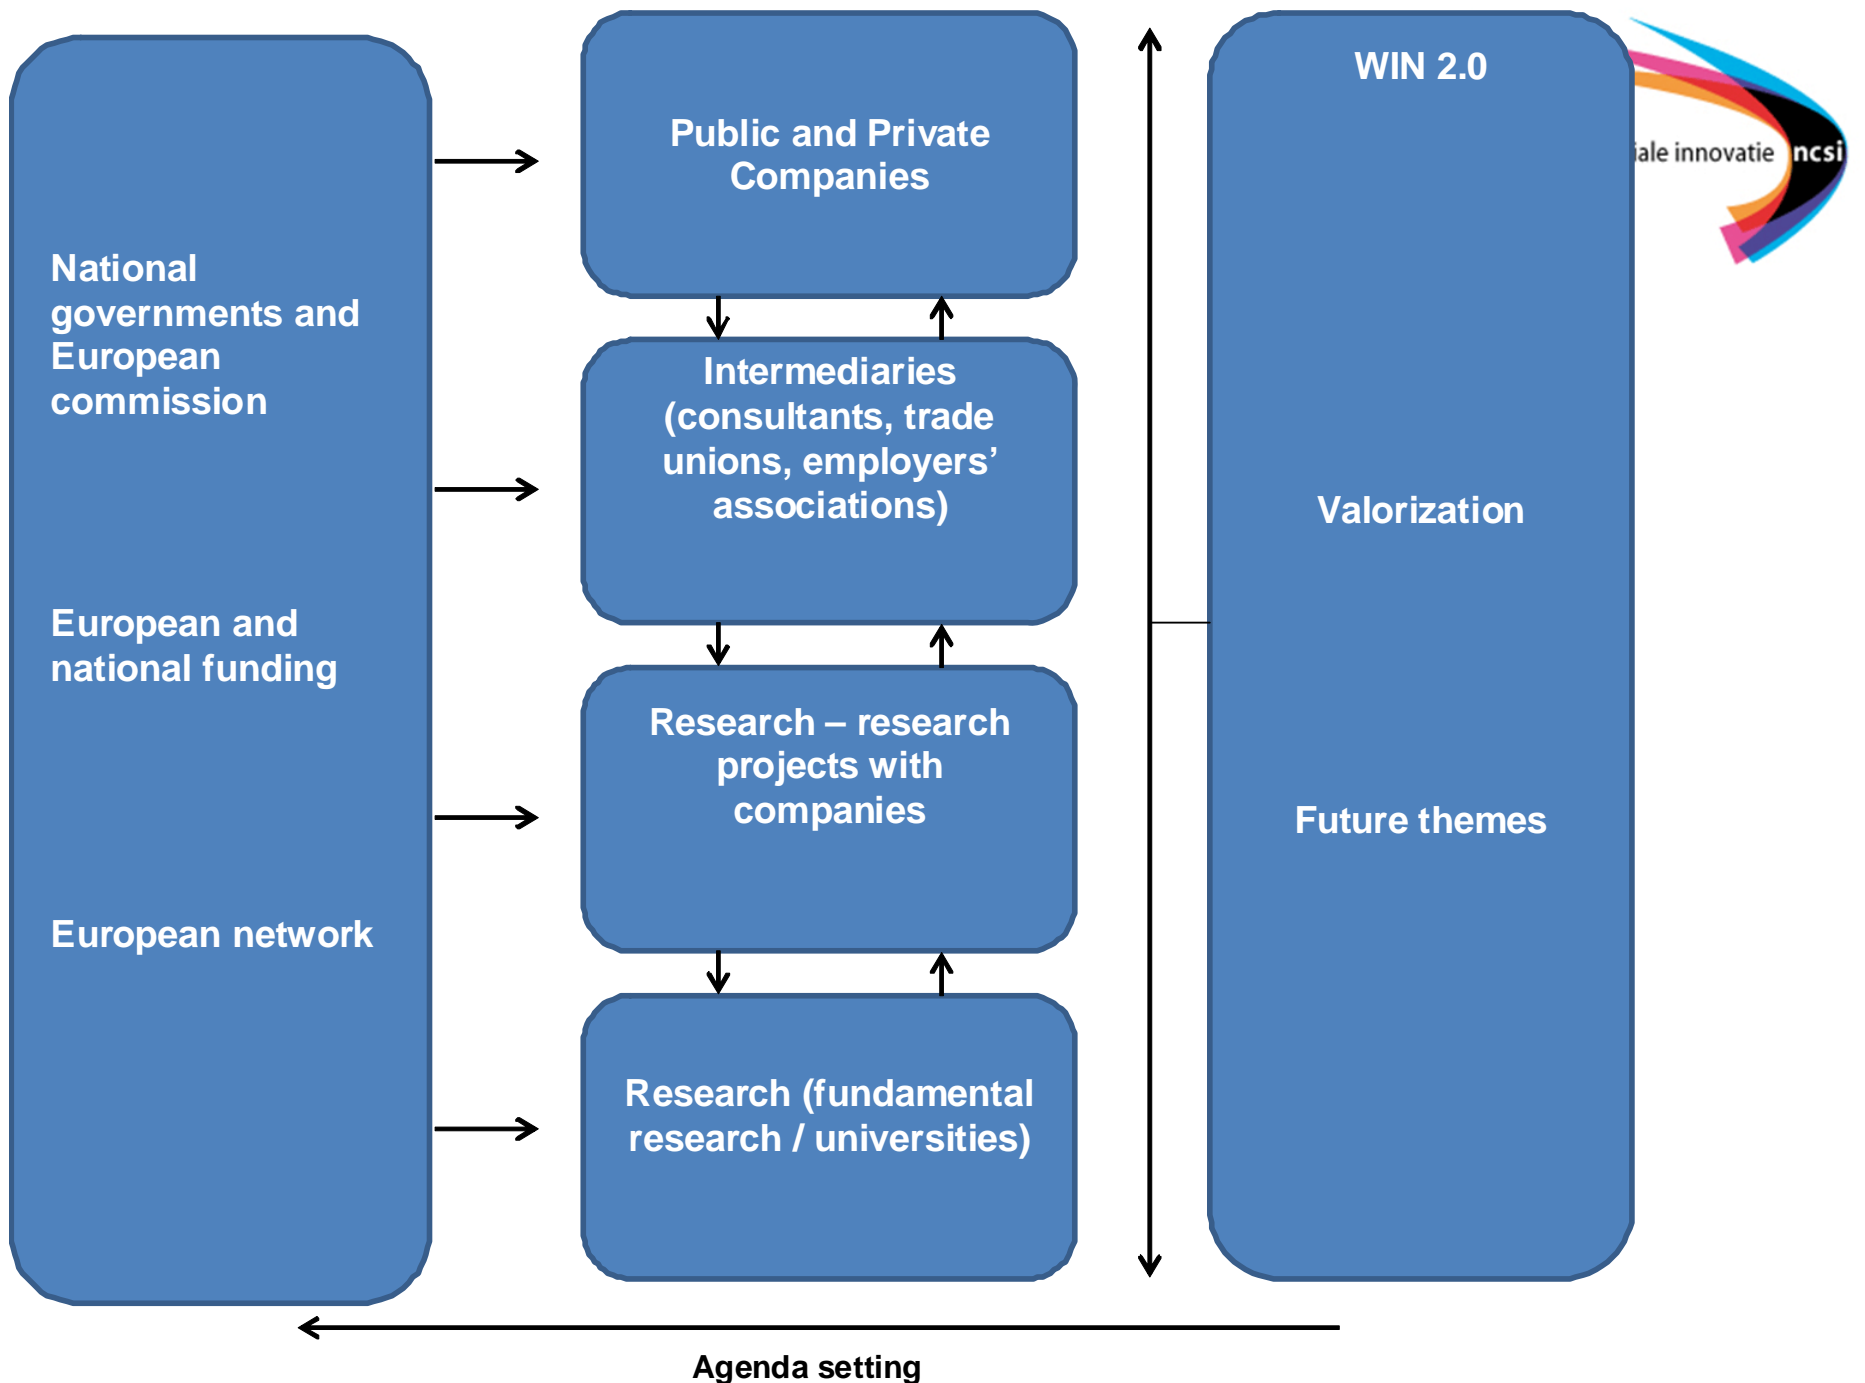 National
governments and
European
commission
European and
national funding
European network
Public and Private
Companies
Intermediaries
(consultants, trade
unions, employers’
associations)
Research – research
projects with
companies
Research (fundamental
research / universities)
WIN 2.0
Valorization
Future themes
iale innovatie ncsi
Agenda setting